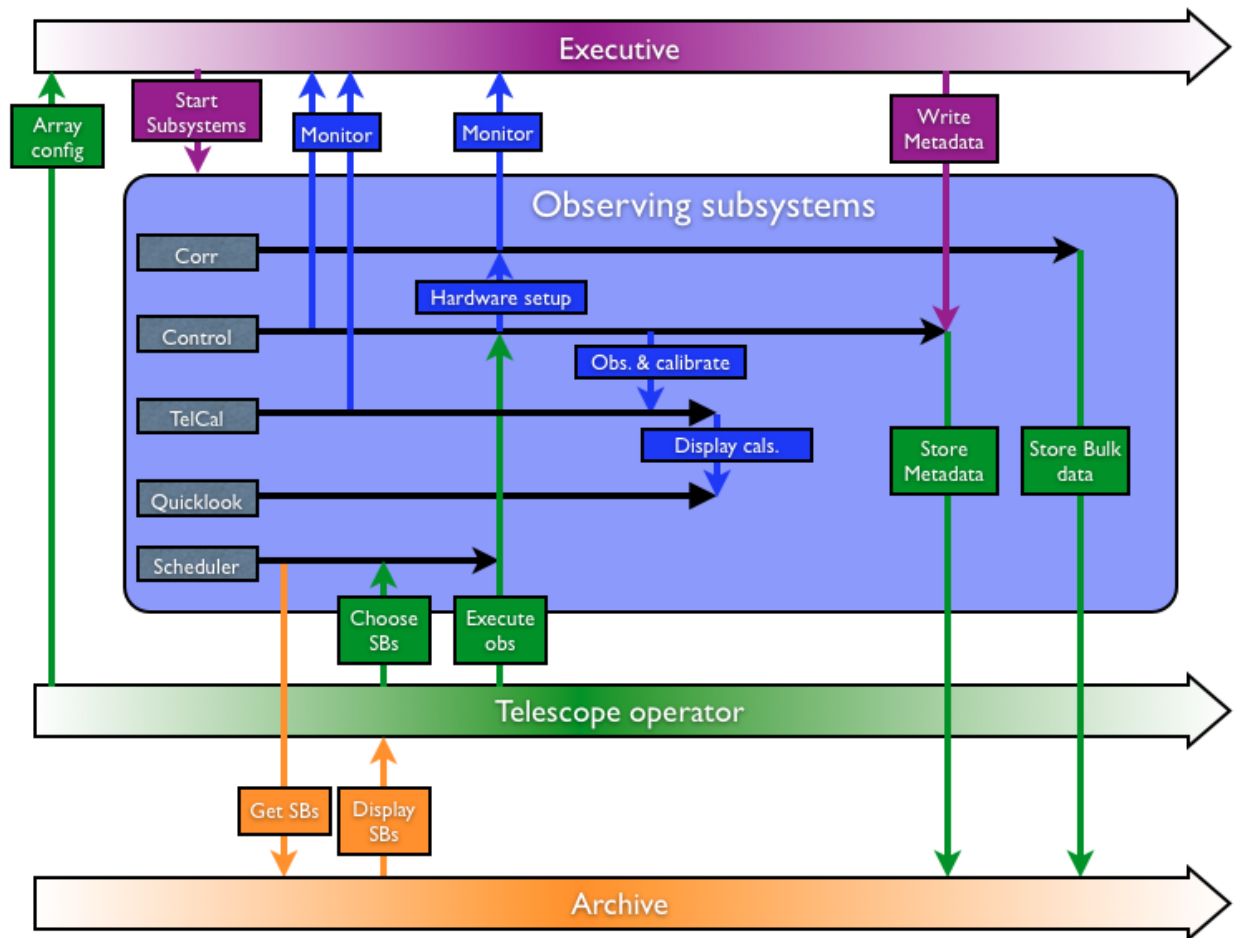 Executive
Array
config
Start
Subsystems
Monitor
Monitor
Write
Metadata
Observing subsystems
Corr
Hardware setup
Control
Obs. & calibrate
TelCal
Display cals.
Store
Metadata
Store Bulk
data
Quicklook
Scheduler
Choose
SBs
Execute
obs
Telescope operator
Get SBs
Display
SBs
Archive